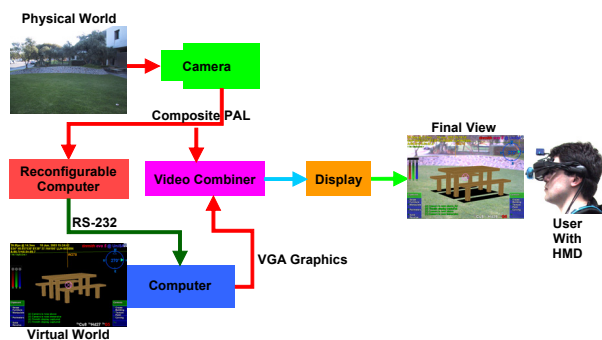 Physical World
Camera
Composite PAL
Final View
Reconfigurable
Computer
Video Combiner
Display
RS-232
User
With
HMD
VGA Graphics
Computer
Virtual World